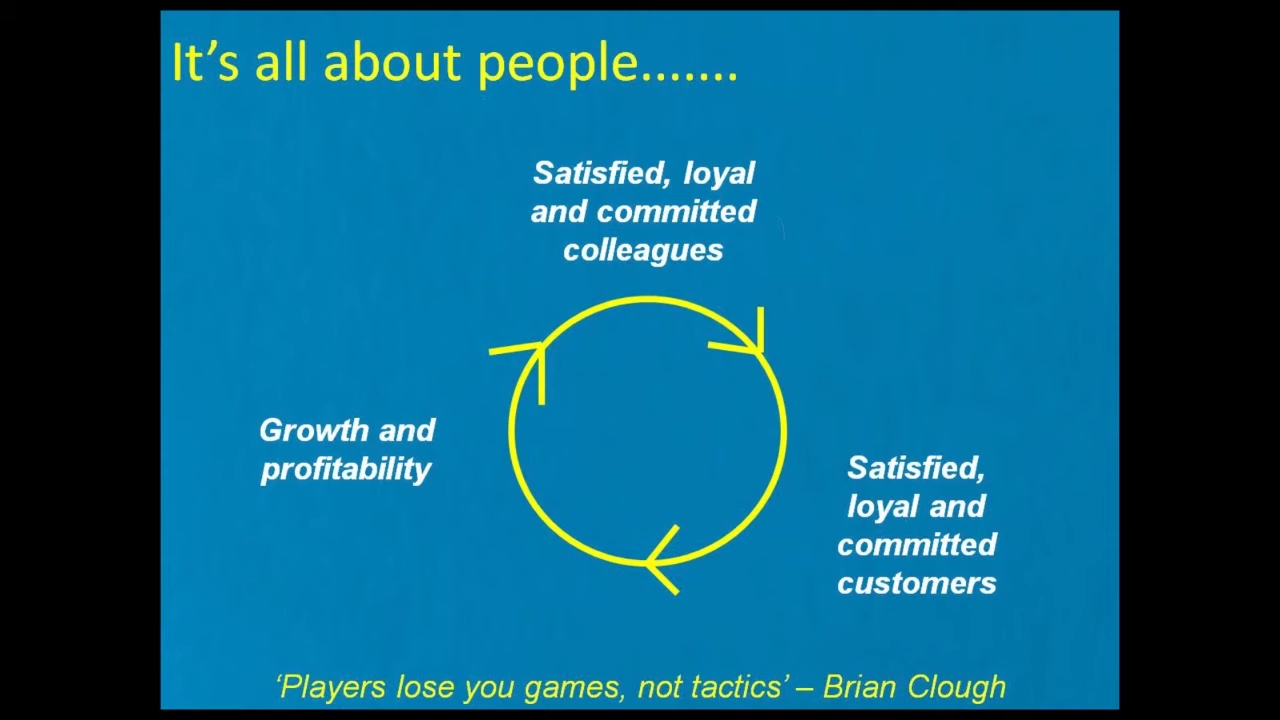 It’s all about people.......
Satisfied, loyal
and committed
colleagues
Growth and
profitability
Satisfied,
loyal and
committed
customers
‘Players lose you games, not tactics’ – Brian Clough